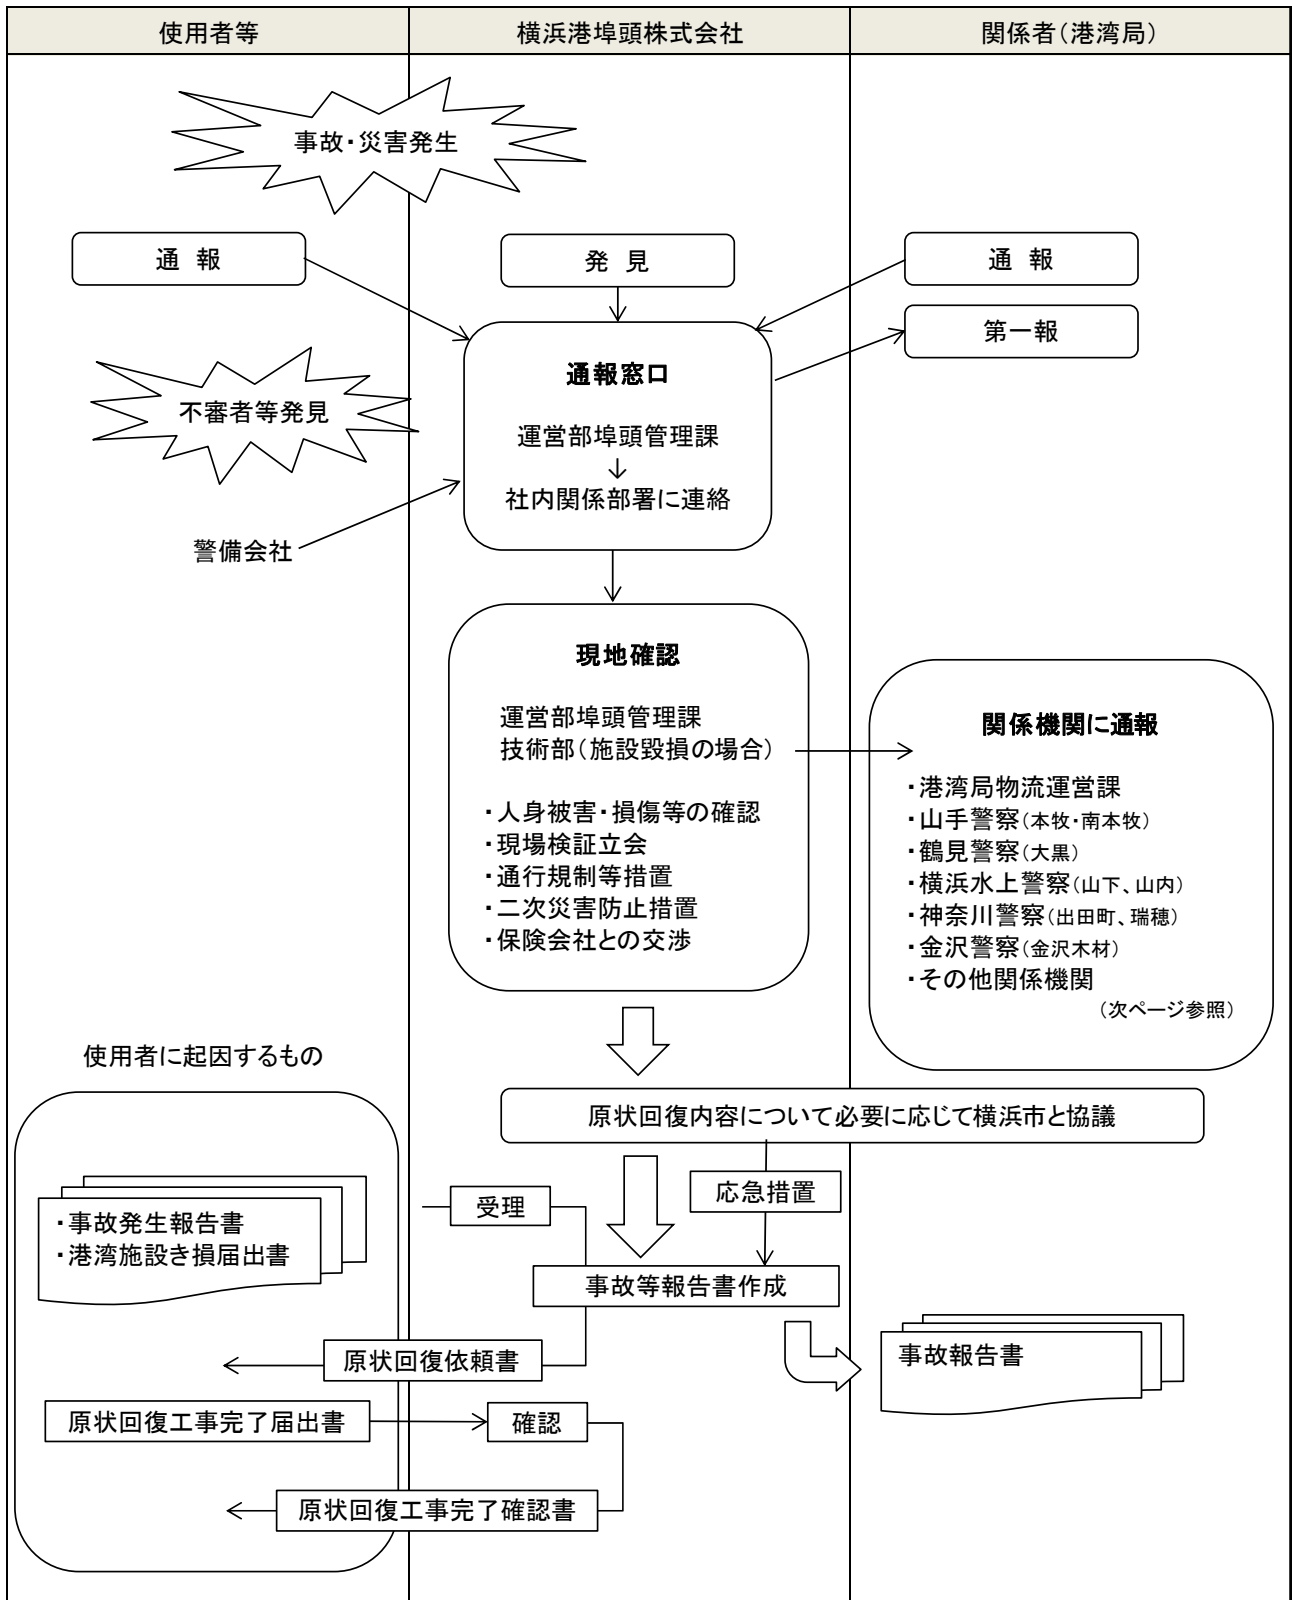 使用者等
横浜港埠頭株式会社
関係者（港湾局）
事故・災害発生
通 報
発 見
通 報
第一報
通報窓口
運営部埠頭管理課
↓
社内関係部署に連絡
不審者等発見
警備会社
現地確認
運営部埠頭管理課
技術部（施設毀損の場合）
・人身被害・損傷等の確認
・現場検証立会
・通行規制等措置
・二次災害防止措置
・保険会社との交渉
関係機関に通報
・港湾局物流運営課
・山手警察（本牧・南本牧）
・鶴見警察（大黒）
・横浜水上警察（山下、山内）
・神奈川警察（出田町、瑞穂）
・金沢警察（金沢木材）
・その他関係機関
（次ページ参照）
使用者に起因するもの
原状回復内容について必要に応じて横浜市と協議
・事故発生報告書
・港湾施設き損届出書
受理
応急措置
事故等報告書作成
原状回復依頼書
事故報告書
原状回復工事完了届出書
確認
原状回復工事完了確認書